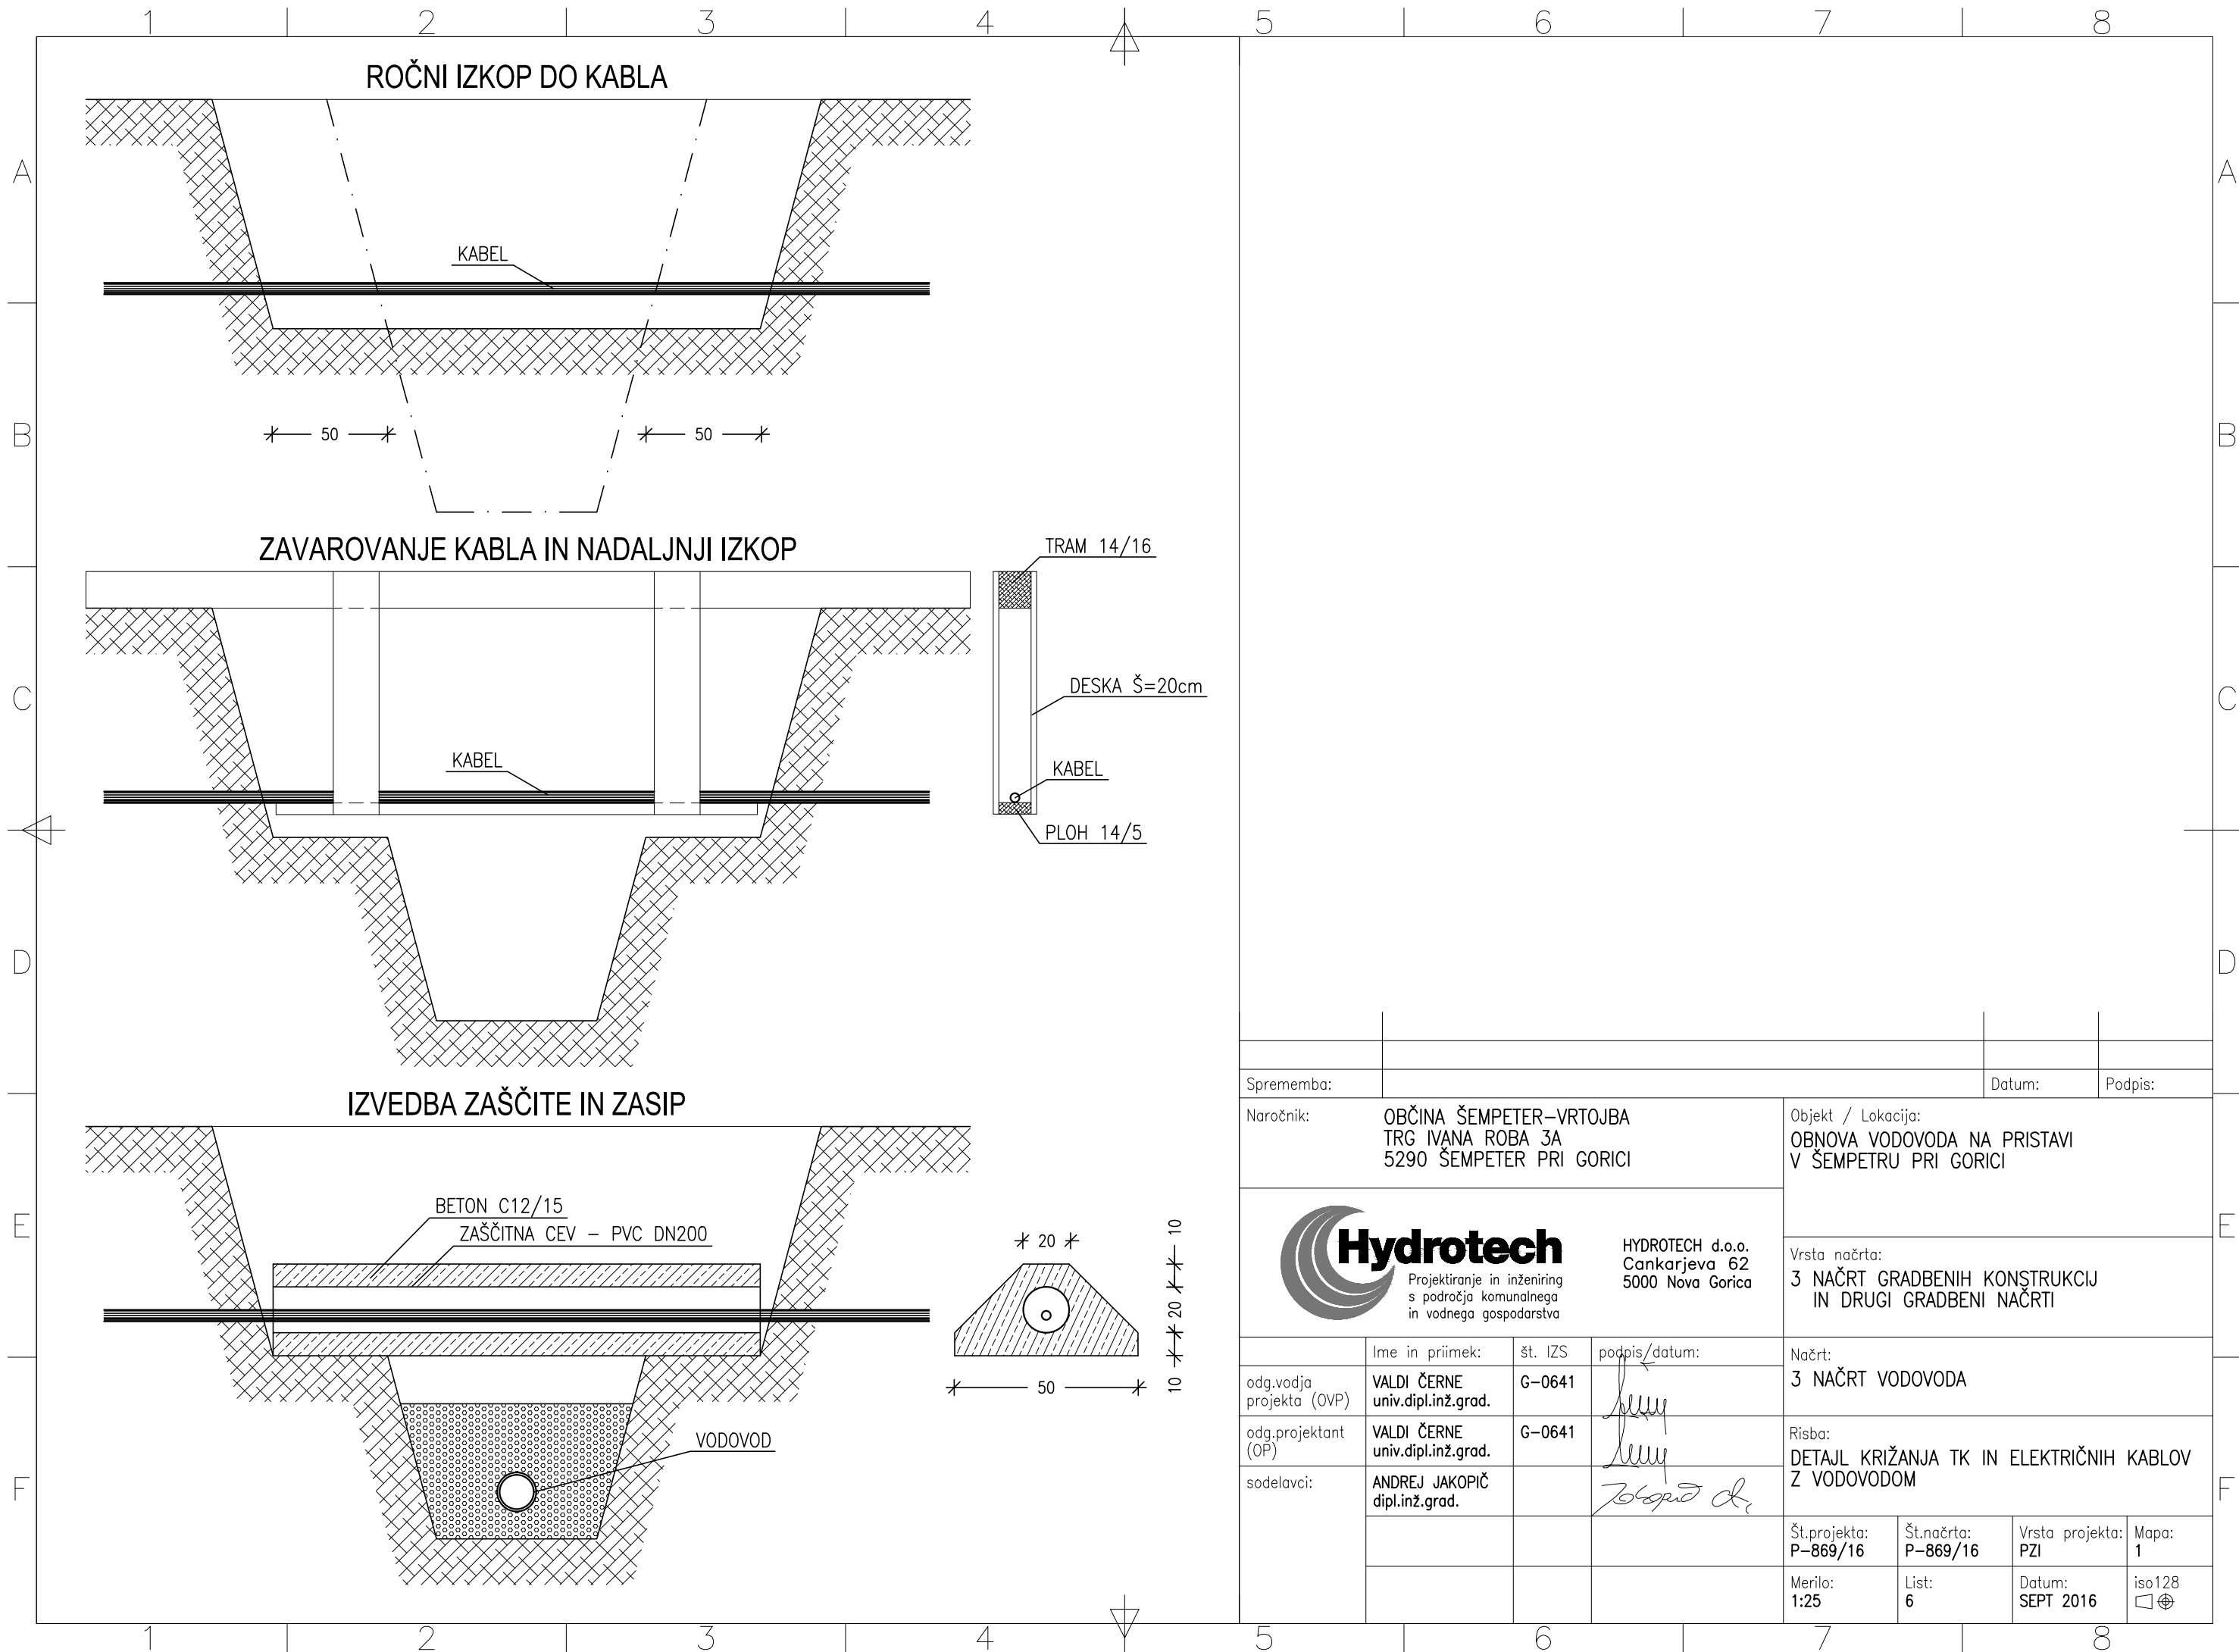 1 2 3 4 5 6 7 8
A A
B B
C C
D D
E E
F F
ROČNI IZKOP DO KABLA
KABEL
50 50
ZAVAROVANJE KABLA IN NADALJNJI IZKOP
TRAM 14/16
DESKA Š=20cm
KABEL
KABEL
PLOH 14/5
IZVEDBA ZAŠČITE IN ZASIP
BETON C12/15
ZAŠČITNA CEV – PVC DN200
VODOVOD
20
50
10
20
10
Sprememba: Datum: Podpis:
Naročnik:
OBČINA ŠEMPETER–VRTOJBA
TRG IVANA ROBA 3A
5290 ŠEMPETER PRI GORICI
Objekt / Lokacija:
OBNOVA VODOVODA NA PRISTAVI
V ŠEMPETRU PRI GORICI
Hydrotech
Projektiranje in inženiring
s področja komunalnega
in vodnega gospodarstva
HYDROTECH d.o.o.
Cankarjeva 62
5000 Nova Gorica
Vrsta načrta:
3 NAČRT GRADBENIH KONSTRUKCIJ
IN DRUGI GRADBENI NAČRTI
Ime in priimek: št. IZS podpis/datum:
odg.vodja
projekta (OVP)
VALDI ČERNE
univ.dipl.inž.grad.
G–0641
odg.projektant
(OP)
VALDI ČERNE
univ.dipl.inž.grad.
G–0641
sodelavci:
ANDREJ JAKOPIČ
dipl.inž.grad.
Načrt:
3 NAČRT VODOVODA
Risba:
DETAJL KRIŽANJA TK IN ELEKTRIČNIH KABLOV
Z VODOVODOM
Št.projekta:
P–869/16
Št.načrta:
P–869/16
Vrsta projekta:
PZI
Mapa:
1
Merilo:
1:25
List:
6
Datum:
SEPT 2016
iso128
1 2 3 4 5 6 7 8